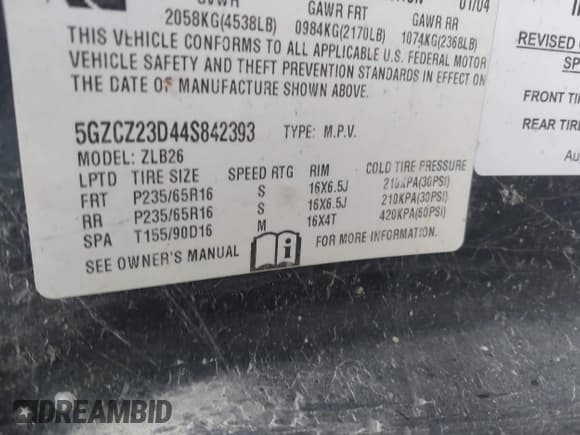 GVWR GAWR FRT GAWR RR 01/04
2058KG(4538LB) 0984KG(2170LB) 1074KG(2368LB)
THIS VEHICLE CONFORMS TO ALL APPLICABLE U.S. FEDERAL MOTOR
VEHICLE SAFETY AND THEFT PREVENTION STANDARDS IN EFFECT ON
THE DATE OF MANUFACTURE SHOWN ABOVE.
5GZCZ23D44S842393 TYPE: M.P.V.
MODEL: ZLB26
LPTD TIRE SIZE SPEED RTG RIM COLD TIRE PRESSURE
FRT P235/65R16 S 16X6.5J 210KPA(30PSI)
RR P235/65R16 S 16X6.5J 210KPA(30PSI)
SPA T155/90D16 M 16X4T 420KPA(60PSI)
SEE OWNER'S MANUAL FOR MORE INFORMATION.
REVISED
SP
FRONT TI
REAR TIRE
Au
DREAMBID